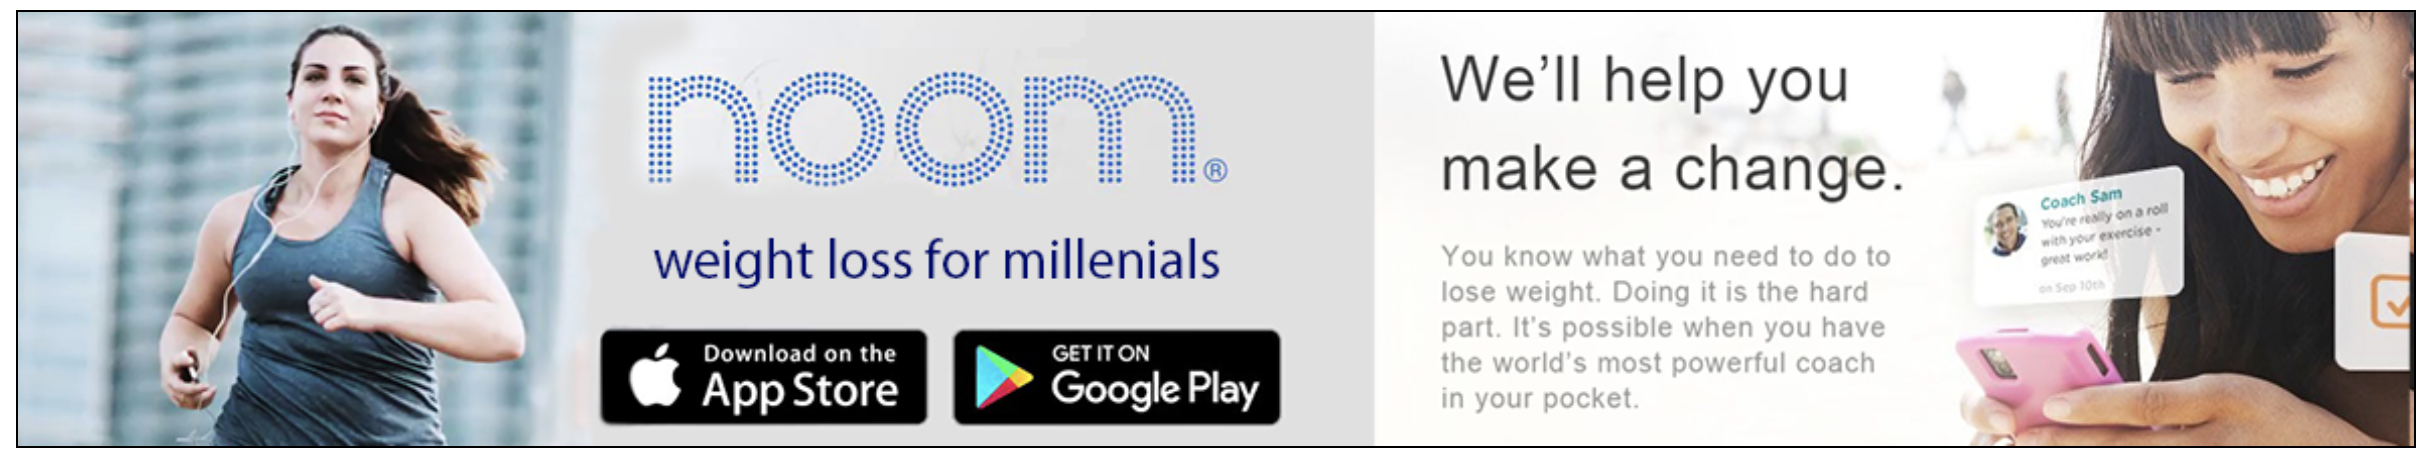 noom®
weight loss for millenials
Download on the
App Store
GET IT ON
Google Play
We'll help you
make a change.
You know what you need to do to
lose weight. Doing it is the hard
part. It's possible when you have
the world's most powerful coach
in your pocket.
Coach Sam
You're really on a roll
with your exercise -
great work!
on Sep 10th